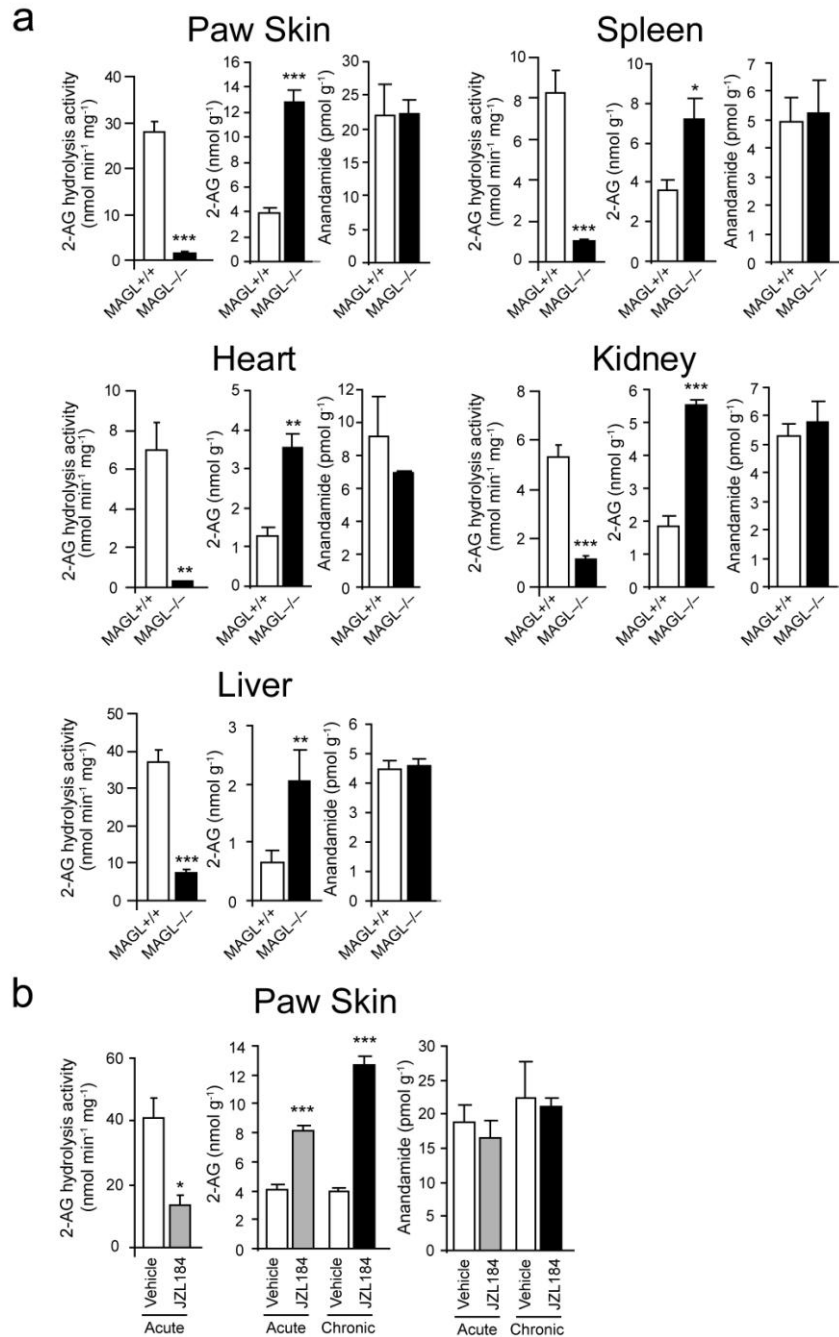 a
Paw Skin
2-AG hydrolysis activity
(nmol min-1 mg-1)
40
30
20
10
0
MAGL+/+
MAGL–/–
***
2-AG (nmol g-1)
16
14
12
10
8
6
4
2
0
MAGL+/+
MAGL–/–
***
Anandamide (pmol g-1)
30
25
20
15
10
5
0
MAGL+/+
MAGL–/–
Spleen
2-AG hydrolysis activity
(nmol min-1 mg-1)
10
8
6
4
2
0
MAGL+/+
MAGL–/–
***
2-AG (nmol g-1)
10
8
6
4
2
0
MAGL+/+
MAGL–/–
*
Anandamide (pmol g-1)
7
6
5
4
3
2
1
0
MAGL+/+
MAGL–/–
Heart
2-AG hydrolysis activity
(nmol min-1 mg-1)
10
8
6
4
2
0
MAGL+/+
MAGL–/–
**
2-AG (nmol g-1)
5
4
3
2
1
0
MAGL+/+
MAGL–/–
**
Anandamide (pmol g-1)
12
10
8
6
4
2
0
MAGL+/+
MAGL–/–
Kidney
2-AG hydrolysis activity
(nmol min-1 mg-1)
8
6
4
2
0
MAGL+/+
MAGL–/–
***
2-AG (nmol g-1)
6
5
4
3
2
1
0
MAGL+/+
MAGL–/–
***
Anandamide (pmol g-1)
7
6
5
4
3
2
1
0
MAGL+/+
MAGL–/–
Liver
2-AG hydrolysis activity
(nmol min-1 mg-1)
50
40
30
20
10
0
MAGL+/+
MAGL–/–
***
2-AG (nmol g-1)
3
2
1
0
MAGL+/+
MAGL–/–
**
Anandamide (pmol g-1)
6
5
4
3
2
1
0
MAGL+/+
MAGL–/–
b
Paw Skin
2-AG hydrolysis activity
(nmol min-1 mg-1)
60
40
20
0
*
Vehicle
JZL184
Acute
2-AG (nmol g-1)
14
12
10
8
6
4
2
0
***
***
Vehicle
JZL184
Vehicle
JZL184
Acute
Chronic
Anandamide (pmol g-1)
30
25
20
15
10
5
0
Vehicle
JZL184
Vehicle
JZL184
Acute
Chronic